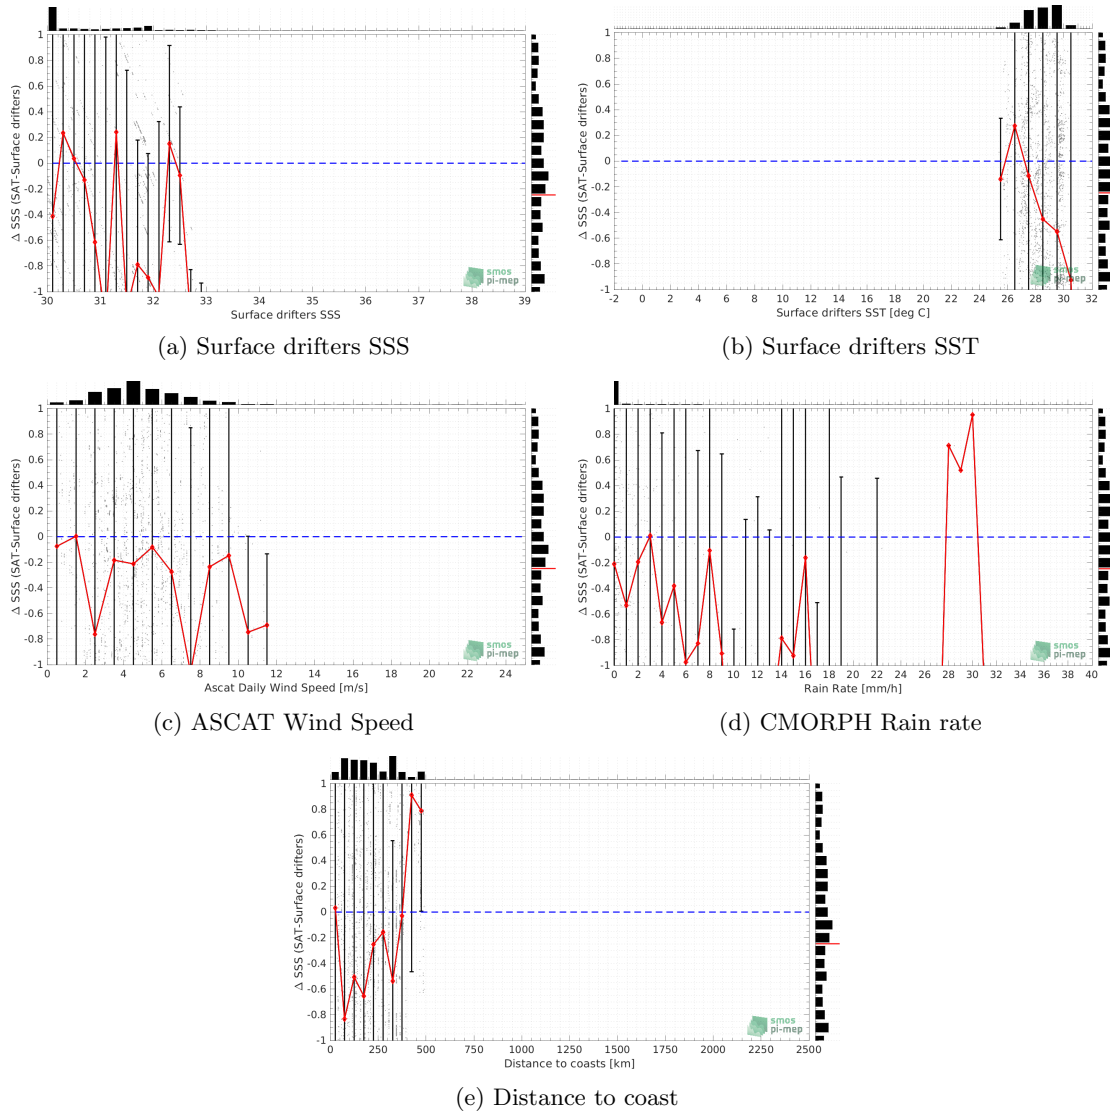 1
0.8
0.6
0.4
0.2
0
-0.2
-0.4
-0.6
-0.8
-1
Δ SSS (SAT-Surface drifters)
30 31 32 33 34 35 36 37 38 39
Surface drifters SSS
smos
pi-mep
(a) Surface drifters SSS
1
0.8
0.6
0.4
0.2
0
-0.2
-0.4
-0.6
-0.8
-1
Δ SSS (SAT-Surface drifters)
-2 0 2 4 6 8 10 12 14 16 18 20 22 24 26 28 30 32
Surface drifters SST [deg C]
smos
pi-mep
(b) Surface drifters SST
1
0.8
0.6
0.4
0.2
0
-0.2
-0.4
-0.6
-0.8
-1
Δ SSS (SAT-Surface drifters)
0 2 4 6 8 10 12 14 16 18 20 22 24
Ascat Daily Wind Speed [m/s]
smos
pi-mep
(c) ASCAT Wind Speed
1
0.8
0.6
0.4
0.2
0
-0.2
-0.4
-0.6
-0.8
-1
Δ SSS (SAT-Surface drifters)
0 2 4 6 8 10 12 14 16 18 20 22 24 26 28 30 32 34 36 38 40
Rain Rate [mm/h]
smos
pi-mep
(d) CMORPH Rain rate
1
0.8
0.6
0.4
0.2
0
-0.2
-0.4
-0.6
-0.8
-1
Δ SSS (SAT-Surface drifters)
0 250 500 750 1000 1250 1500 1750 2000 2250 2500
Distance to coasts [km]
smos
pi-mep
(e) Distance to coast